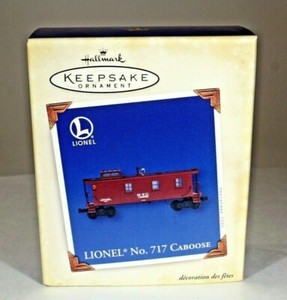 Hallmark
KEEPSAKE
ORNAMENT
L
LIONEL
LIONEL® No. 717 CABOOSE
décoration des fêtes